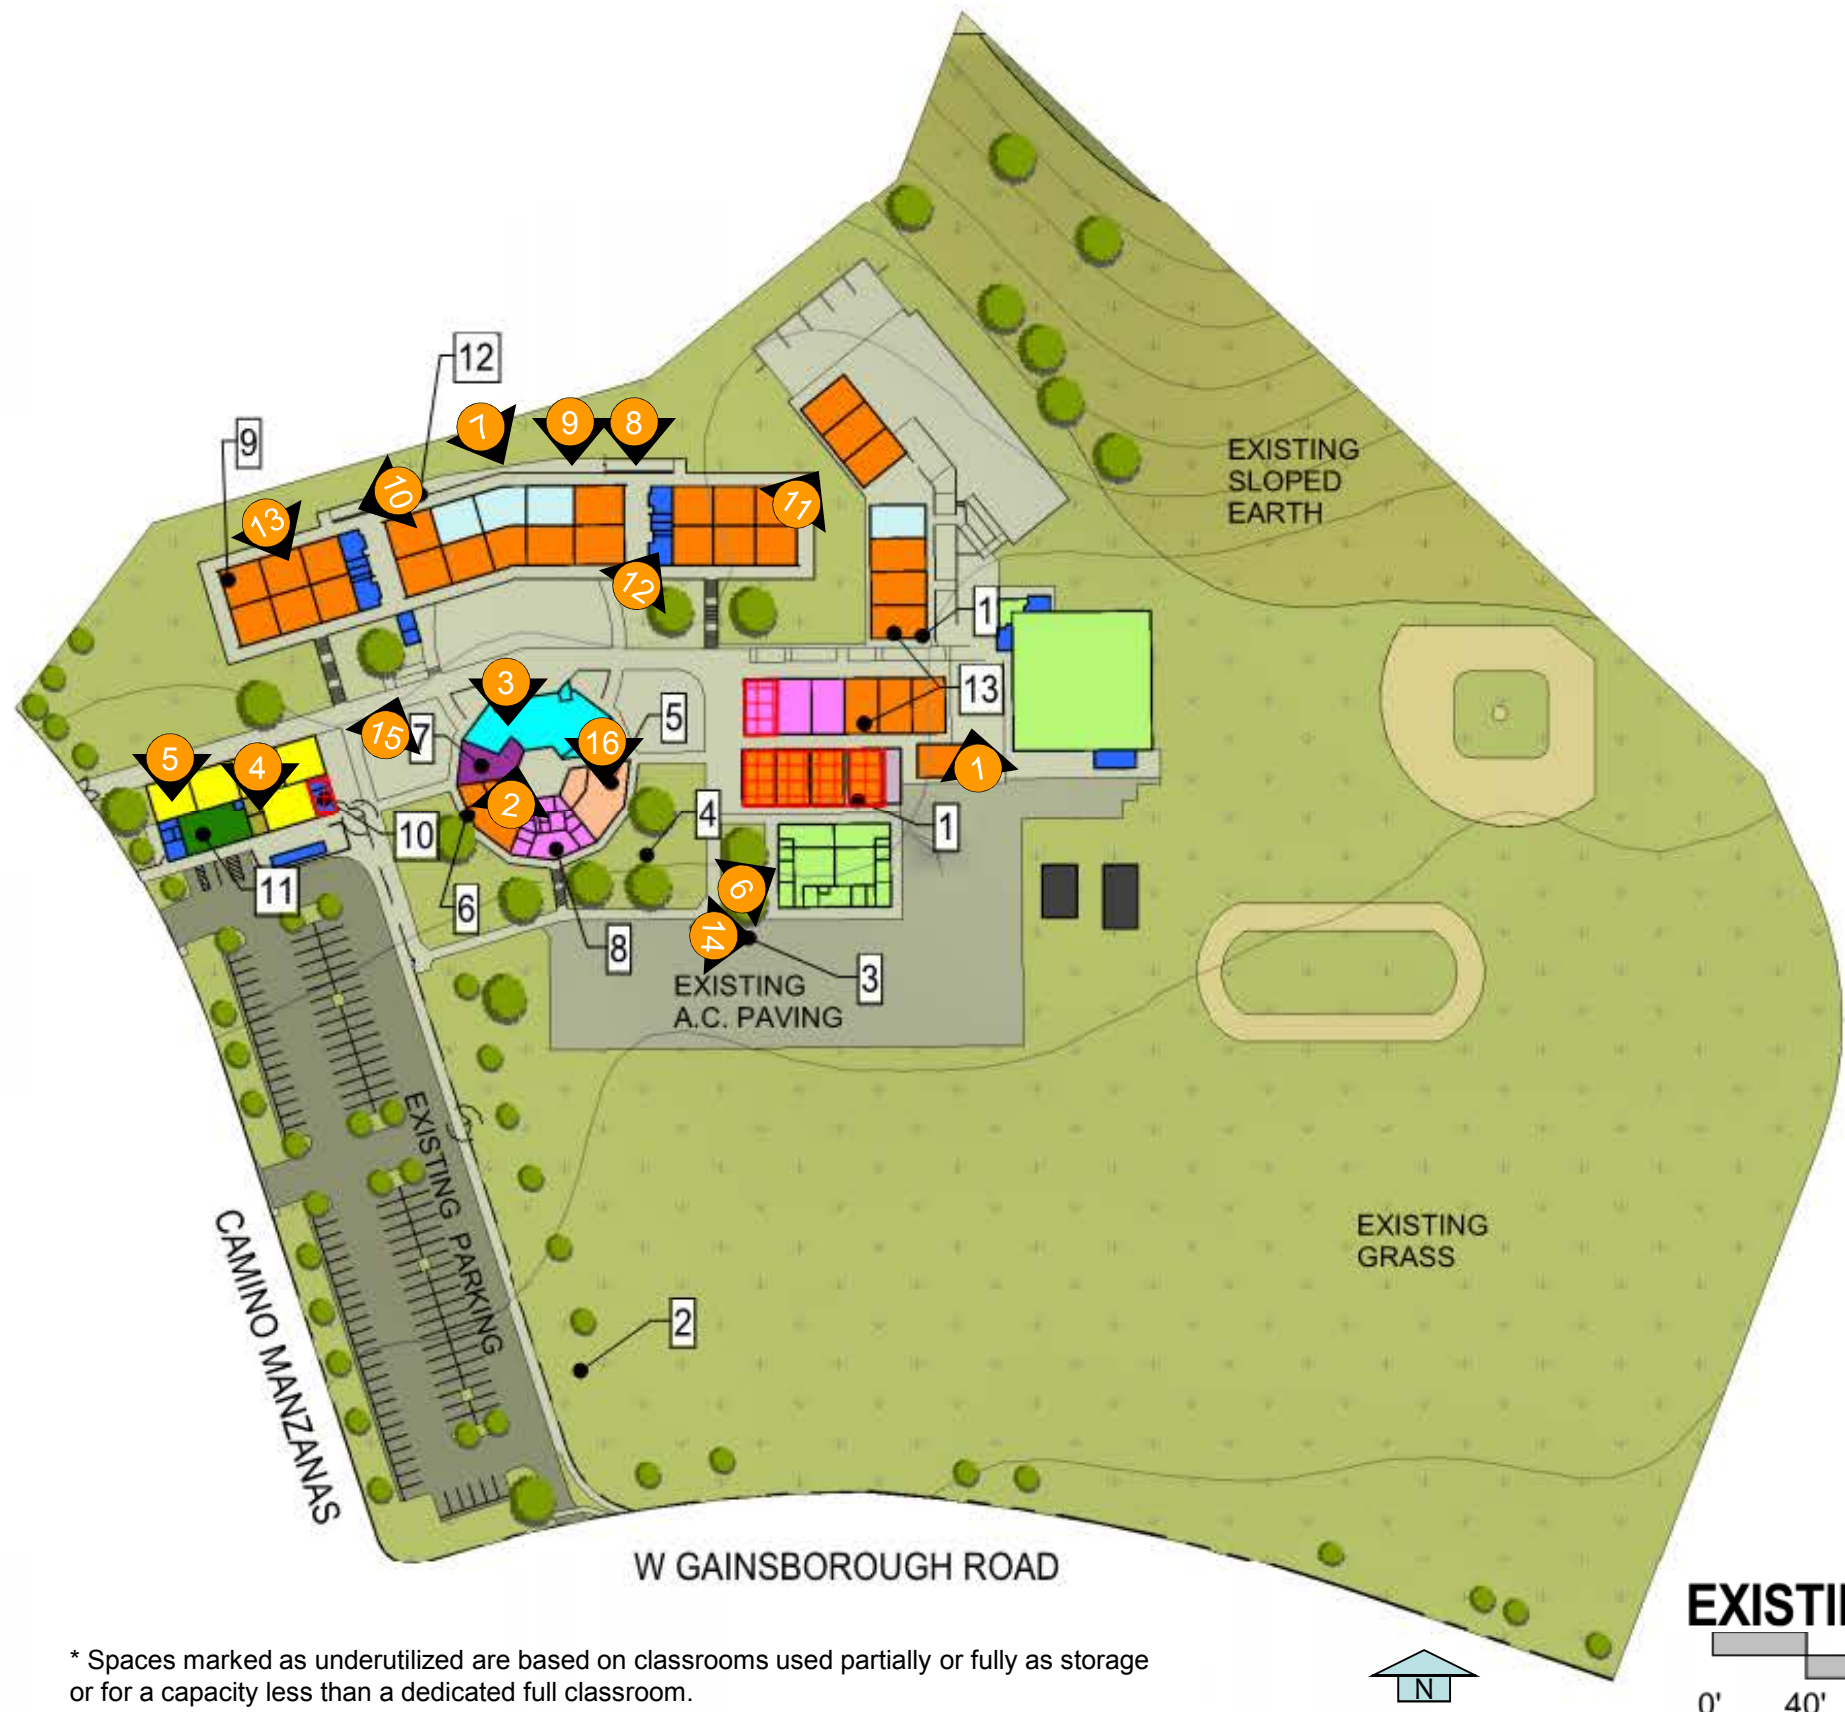 12
9
7
9
8
10
13
11
12
EXISTING
SLOPED
EARTH
1
3
13
5
15
7
16
5
4
1
2
4
10
1
11
6
6
8
14
3
EXISTING
A.C. PAVING
EXISTING PARKING
CAMINO MANZANAS
EXISTING
GRASS
2
W GAINSBOROUGH ROAD
* Spaces marked as underutilized are based on classrooms used partially or fully as storage
or for a capacity less than a dedicated full classroom.
N
0'
40'